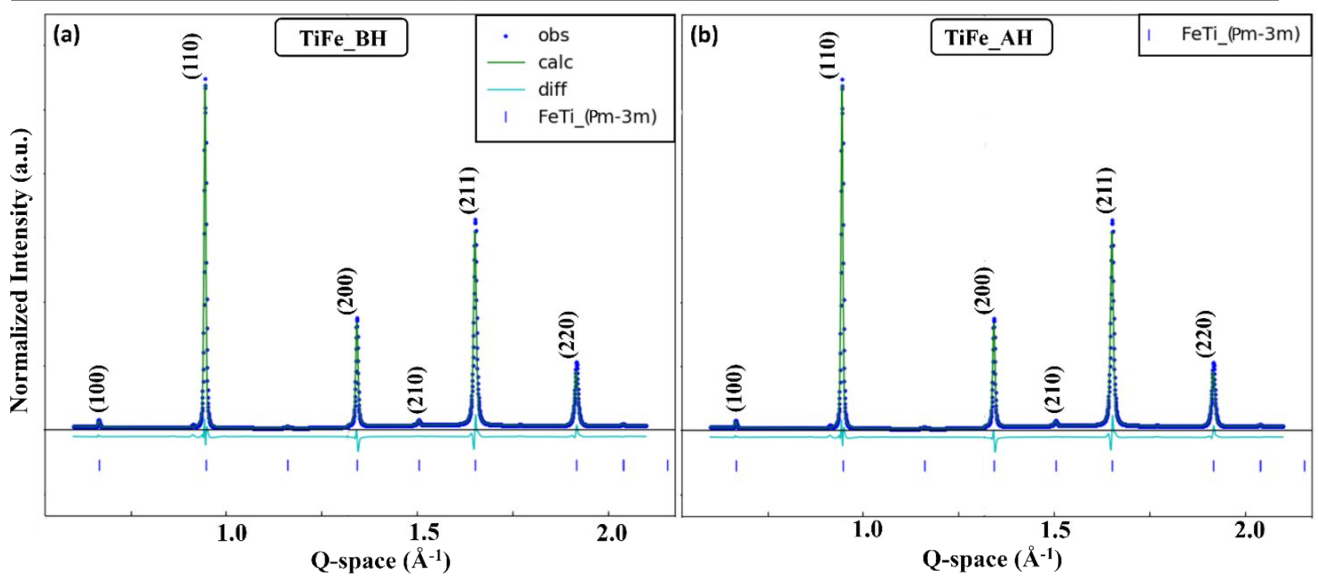 (a)
TiFe_BH
obs
calc
diff
FeTi_(Pm-3m)
(100)
(110)
(200)
(210)
(211)
(220)
Normalized Intensity (a.u.)
1.0
1.5
2.0
Q-space (Å-1)
(b)
TiFe_AH
FeTi_(Pm-3m)
(100)
(110)
(200)
(210)
(211)
(220)
1.0
1.5
2.0
Q-space (Å-1)